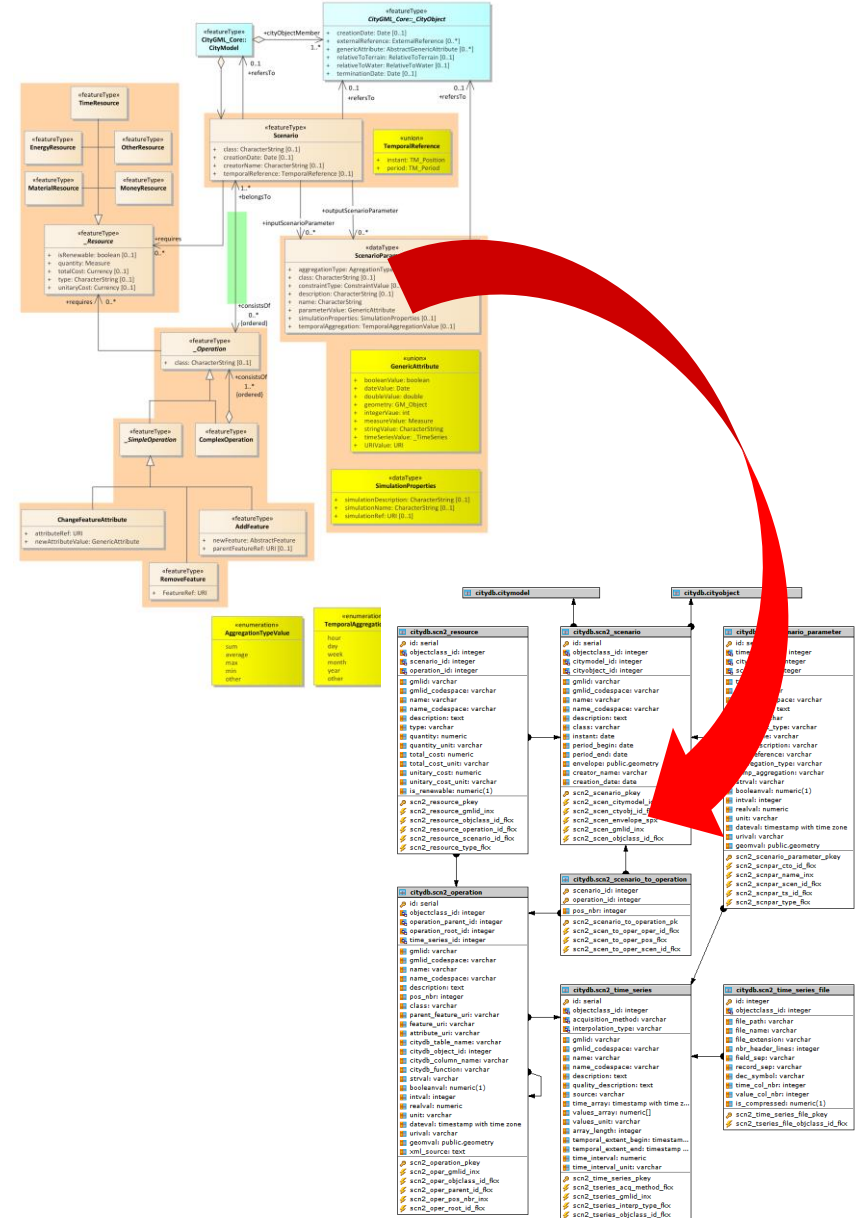 «featureType»
CityGML_Core::
CityModel
+cityObjectMember
1..*
«featureType»
CityGML_Core::_CityObject
+ creationDate: Date [0..1]
+ externalReference: ExternalReference [0..*]
+ genericAttribute: AbstractGenericAttribute [0..*]
+ relativeToTerrain: RelativeToTerrain [0..1]
+ relativeToWater: RelativeToWater [0..1]
+ terminationDate: Date [0..1]
0..1
+refersTo
0..1
+refersTo
0..1
+refersTo
«featureType»
TimeResource
«featureType»
EnergyResource
«featureType»
OtherResource
«featureType»
MaterialResource
«featureType»
MoneyResource
«featureType»
_Resource
+ isRenewable: boolean [0..1]
+ quantity: Measure
+ totalCost: Currency [0..1]
+ type: CharacterString [0..1]
+ unitaryCost: Currency [0..1]
+requires
0..*
+requires
0..*
«featureType»
Scenario
+ class: CharacterString [0..1]
+ creationDate: Date [0..1]
+ creatorName: CharacterString [0..1]
+ temporalReference: TemporalReference [0..1]
«union»
TemporalReference
+ instant: TM_Position
+ period: TM_Period
1..*
+belongsTo
+outputScenarioParameter
+inputScenarioParameter
0..*
0..*
«dataType»
+ class: CharacterString [0..1]
+ description: CharacterString [0..1]
+ name: CharacterString
+ parameterValue: GenericAttribute
+ simulationProperties: SimulationProperties [0..1]
+ temporalAggregation: TemporalAggregationValue [0..1]
+consistsOf
0..*
{ordered}
«featureType»
_Operation
+ class: CharacterString [0..1]
+consistsOf
1..*
{ordered}
«featureType»
_SimpleOperation
«featureType»
ComplexOperation
«union»
GenericAttribute
+ booleanValue: boolean
+ dateValue: Date
+ doubleValue: double
+ geometry: GM_Object
+ integerValue: int
+ measureValue: Measure
+ stringValue: CharacterString
+ timeSeriesValue: _TimeSeries
+ URIValue: URI
«dataType»
SimulationProperties
+ simulationDescription: CharacterString [0..1]
+ simulationName: CharacterString [0..1]
+ simulationRef: URI [0..1]
ChangeFeatureAttribute
+ attributeRef: URI
+ newAttributeValue: GenericAttribute
«featureType»
AddFeature
+ newFeature: AbstractFeature
+ parentFeatureRef: URI [0..1]
«featureType»
RemoveFeature
+ FeatureRef: URI
«enumeration»
AggregationTypeValue
sum
average
max
min
other
hour
day
week
month
year
other
citydb.citymodel
citydb.cityobject
citydb.scn2_resource
id: serial
objectclass_id: integer
scenario_id: integer
operation_id: integer
gmlid: varchar
gmlid_codespace: varchar
name: varchar
name_codespace: varchar
description: text
type: varchar
quantity: numeric
quantity_unit: varchar
total_cost: numeric
total_cost_unit: varchar
unitary_cost: numeric
unitary_cost_unit: varchar
is_renewable: numeric(1)
scn2_resource_pkey
scn2_resource_gmlid_inx
scn2_resource_objclass_id_fkx
scn2_resource_operation_id_fkx
scn2_resource_scenario_id_fkx
scn2_resource_type_fkx
citydb.scn2_scenario
id: serial
objectclass_id: integer
citymodel_id: integer
cityobject_id: integer
gmlid: varchar
gmlid_codespace: varchar
name: varchar
name_codespace: varchar
description: text
class: varchar
instant: date
period_begin: date
period_end: date
envelope: public.geometry
creator_name: varchar
creation_date: date
scn2_scenario_pkey
scn2_scen_gmlid_inx
scn2_scen_objclass_id_fkx
booleanval: numeric(1)
intval: integer
realval: numeric
unit: varchar
dateval: timestamp with time zone
urival: varchar
geomval: public.geometry
scn2_scenario_parameter_pkey
scn2_scnpar_cto_id_fkx
scn2_scnpar_name_inx
scn2_scnpar_scen_id_fkx
scn2_scnpar_ts_id_fkx
scn2_scnpar_type_fkx
citydb.scn2_scenario_to_operation
scenario_id: integer
operation_id: integer
pos_nbr: integer
scn2_scenario_to_operation_pk
scn2_scen_to_oper_oper_id_fkx
scn2_scen_to_oper_pos_fkx
scn2_scen_to_oper_scen_id_fkx
citydb.scn2_operation
id: serial
objectclass_id: integer
operation_parent_id: integer
operation_root_id: integer
time_series_id: integer
gmlid: varchar
gmlid_codespace: varchar
name: varchar
name_codespace: varchar
description: text
pos_nbr: integer
class: varchar
parent_feature_uri: varchar
feature_uri: varchar
attribute_uri: varchar
citydb_table_name: varchar
citydb_object_id: integer
citydb_column_name: varchar
citydb_function: varchar
strval: varchar
booleanval: numeric(1)
intval: integer
realval: numeric
unit: varchar
dateval: timestamp with time zone
urival: varchar
geomval: public.geometry
xml_source: text
scn2_operation_pkey
scn2_oper_gmlid_inx
scn2_oper_objclass_id_fkx
scn2_oper_parent_id_fkx
scn2_oper_pos_nbr_inx
scn2_oper_root_id_fkx
citydb.scn2_time_series
id: serial
objectclass_id: integer
acquisition_method: varchar
interpolation_type: varchar
gmlid: varchar
gmlid_codespace: varchar
name: varchar
name_codespace: varchar
description: text
quality_description: text
source: varchar
time_array: timestamp with time z...
values_array: numeric[]
values_unit: varchar
array_length: integer
temporal_extent_begin: timestam...
temporal_extent_end: timestamp ...
time_interval: numeric
time_interval_unit: varchar
scn2_time_series_pkey
scn2_tseries_acq_method_fkx
scn2_tseries_gmlid_inx
scn2_tseries_interp_type_fkx
scn2_tseries_objclass_id_fkx
citydb.scn2_time_series_file
id: integer
objectclass_id: integer
file_path: varchar
file_name: varchar
file_extension: varchar
nbr_header_lines: integer
field_sep: varchar
record_sep: varchar
dec_symbol: varchar
time_col_nbr: integer
value_col_nbr: integer
is_compressed: numeric(1)
scn2_time_series_file_pkey
scn2_tseries_file_objclass_id_fkx